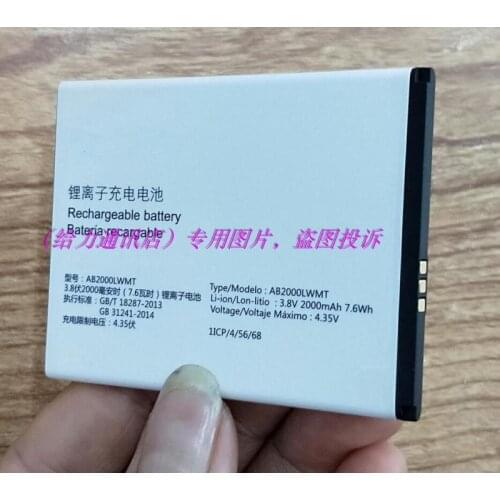 锂离子充电电池
Rechargeable battery
Bateria recargable
（给力通讯店）专用图片，盗图投诉
型号: AB2000LWMT
3.8伏2000毫安时（7.6瓦时）锂离子电池
执行标准: GB/T 18287-2013
GB 31241-2014
充电限制电压: 4.35伏
Type/Modelo: AB2000LWMT
Li-ion/Lon-litio : 3.8V 2000mAh 7.6Wh
Voltage/Voltaje Máximo : 4.35V
1ICP/4/56/68